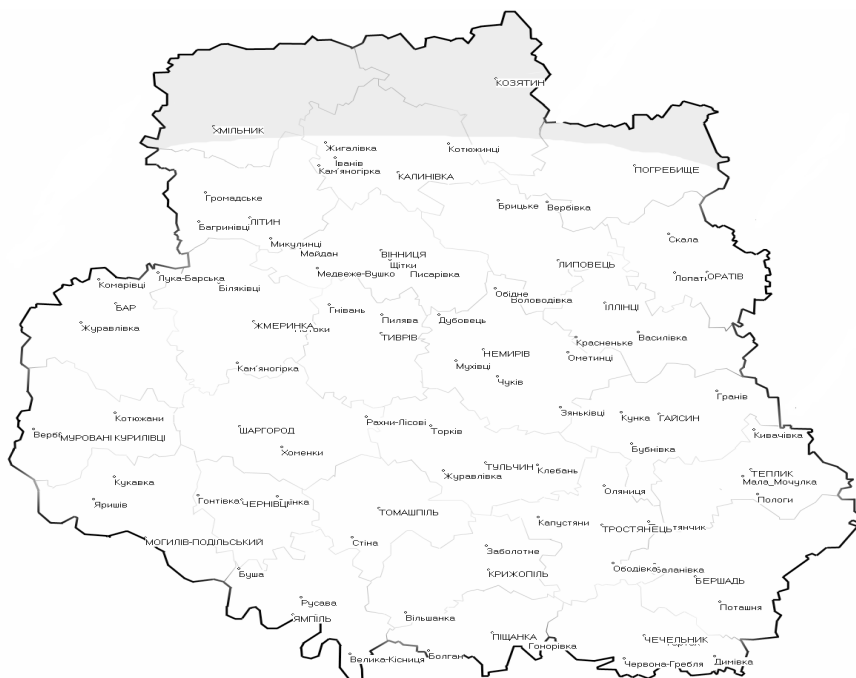 КОЗЯТИН
ХМІЛЬНИК
Жигалівка
Котюжинці
Іванів
Кам'яногірка
КАЛИНІВКА
ПОГРЕБИЩЕ
Громадське
Брицьке
Вербівка
Багринівці
ЛІТИН
Скала
Микулинці
Майдан
ВІННИЦЯ
Щітки
ЛИПОВЕЦЬ
Медвеже-Вушко
Писарівка
Лопаті
ОРАТІВ
Лука-Барська
Комарівці
Біляківці
Обідне
Воловодівка
БАР
Гнівань
ІЛЛІНЦІ
Журавлівка
ЖМЕРИНКА
Пилява
Дубовець
ТИВРІВ
Красненьке
Василівка
НЕМИРІВ
Ометинці
Кам'яногірка
Мухівці
Чуків
Гранів
Котюжани
Зяньківці
Кунка
ГАЙСИН
Рахни-Лісові
Торків
ШАРГОРОД
МУРОВАНІ КУРИЛІВЦІ
Кивачівка
Хоменки
Бубнівка
ТУЛЬЧИН
Клебань
Журавлівка
ТЕПЛИК
Мала_Мочулка
Кукавка
Оляниця
Пологи
Яришів
Гонтівка
ЧЕРНІВЦІ
ТОМАШПІЛЬ
Капустяни
ТРОСТЯНЕЦЬ
МОГИЛІВ-ПОДІЛЬСЬКИЙ
Стіна
Заболотне
Буша
КРИЖОПІЛЬ
Ободівка
Баланівка
БЕРШАДЬ
Русава
Поташня
ЯМПІЛЬ
Вільшанка
ПІЩАНКА
Гонорівка
ЧЕЧЕЛЬНИК
Велика-Кісниця
Болган
Червона-Гребля
Димівка